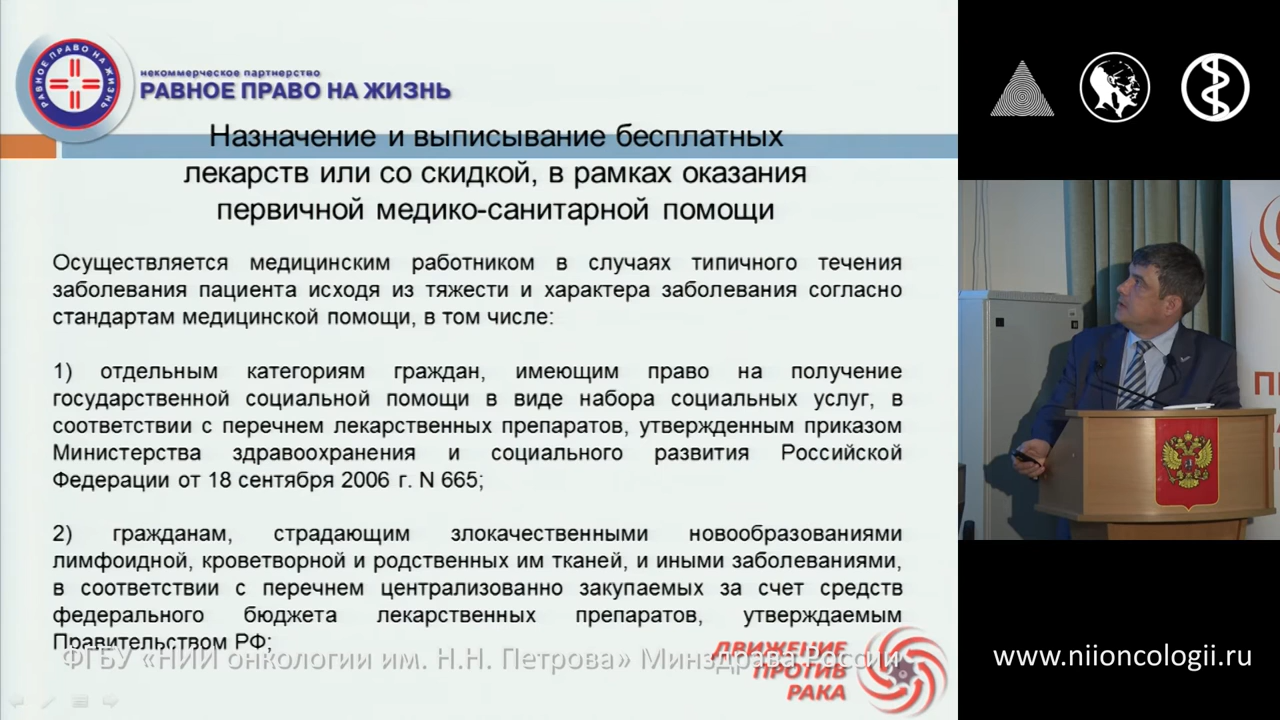 РАВНОЕ ПРАВО НА ЖИЗНЬ
некоммерческое партнерство
РАВНОЕ ПРАВО НА ЖИЗНЬ
Назначение и выписывание бесплатных
лекарств или со скидкой, в рамках оказания
первичной медико-санитарной помощи
Осуществляется медицинским работником в случаях типичного течения
заболевания пациента исходя из тяжести и характера заболевания согласно
стандартам медицинской помощи, в том числе:
1) отдельным категориям граждан, имеющим право на получение
государственной социальной помощи в виде набора социальных услуг, в
соответствии с перечнем лекарственных препаратов, утвержденным приказом
Министерства здравоохранения и социального развития Российской
Федерации от 18 сентября 2006 г. N 665;
2) гражданам, страдающим злокачественными новообразованиями
лимфоидной, кроветворной и родственных им тканей, и иными заболеваниями,
в соответствии с перечнем централизованно закупаемых за счет средств
федерального бюджета лекарственных препаратов, утверждаемым
Правительством РФ;
ФГБУ «НИИ онкологии им. Н.Н. Петрова» Минздрава России
ДВИЖЕНИЕ
ПРОТИВ
РАКА
www.niioncologii.ru